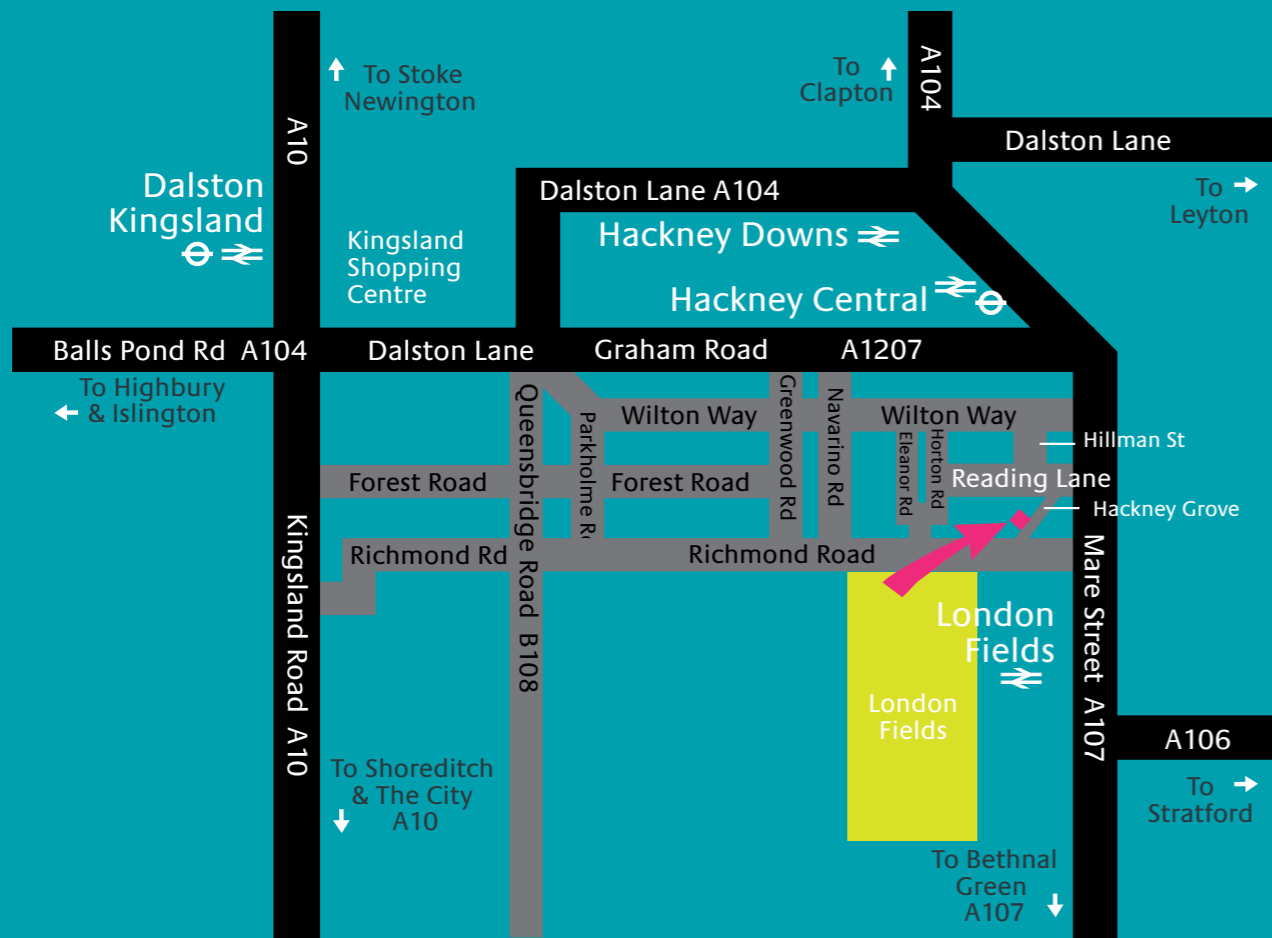 A10
To Stoke
Newington
To
Clapton
A104
Dalston Lane
To
Leyton
Dalston
Kingsland
Dalston Lane A104
Kingsland
Shopping
Centre
Hackney Downs
Hackney Central
Balls Pond Rd A104
Dalston Lane
Graham Road
A1207
To Highbury
& Islington
Queensbridge Road B108
Parkholme Rd
Wilton Way
Greenwood Rd
Navarino Rd
Wilton Way
Eleanor Rd
Horton Rd
Hillman St
Forest Road
Forest Road
Reading Lane
Hackney Grove
Kingsland Road A10
Richmond Rd
Richmond Road
Mare Street A107
London
Fields
London
Fields
A106
To Shoreditch
& The City
A10
To
Stratford
To Bethnal
Green
A107